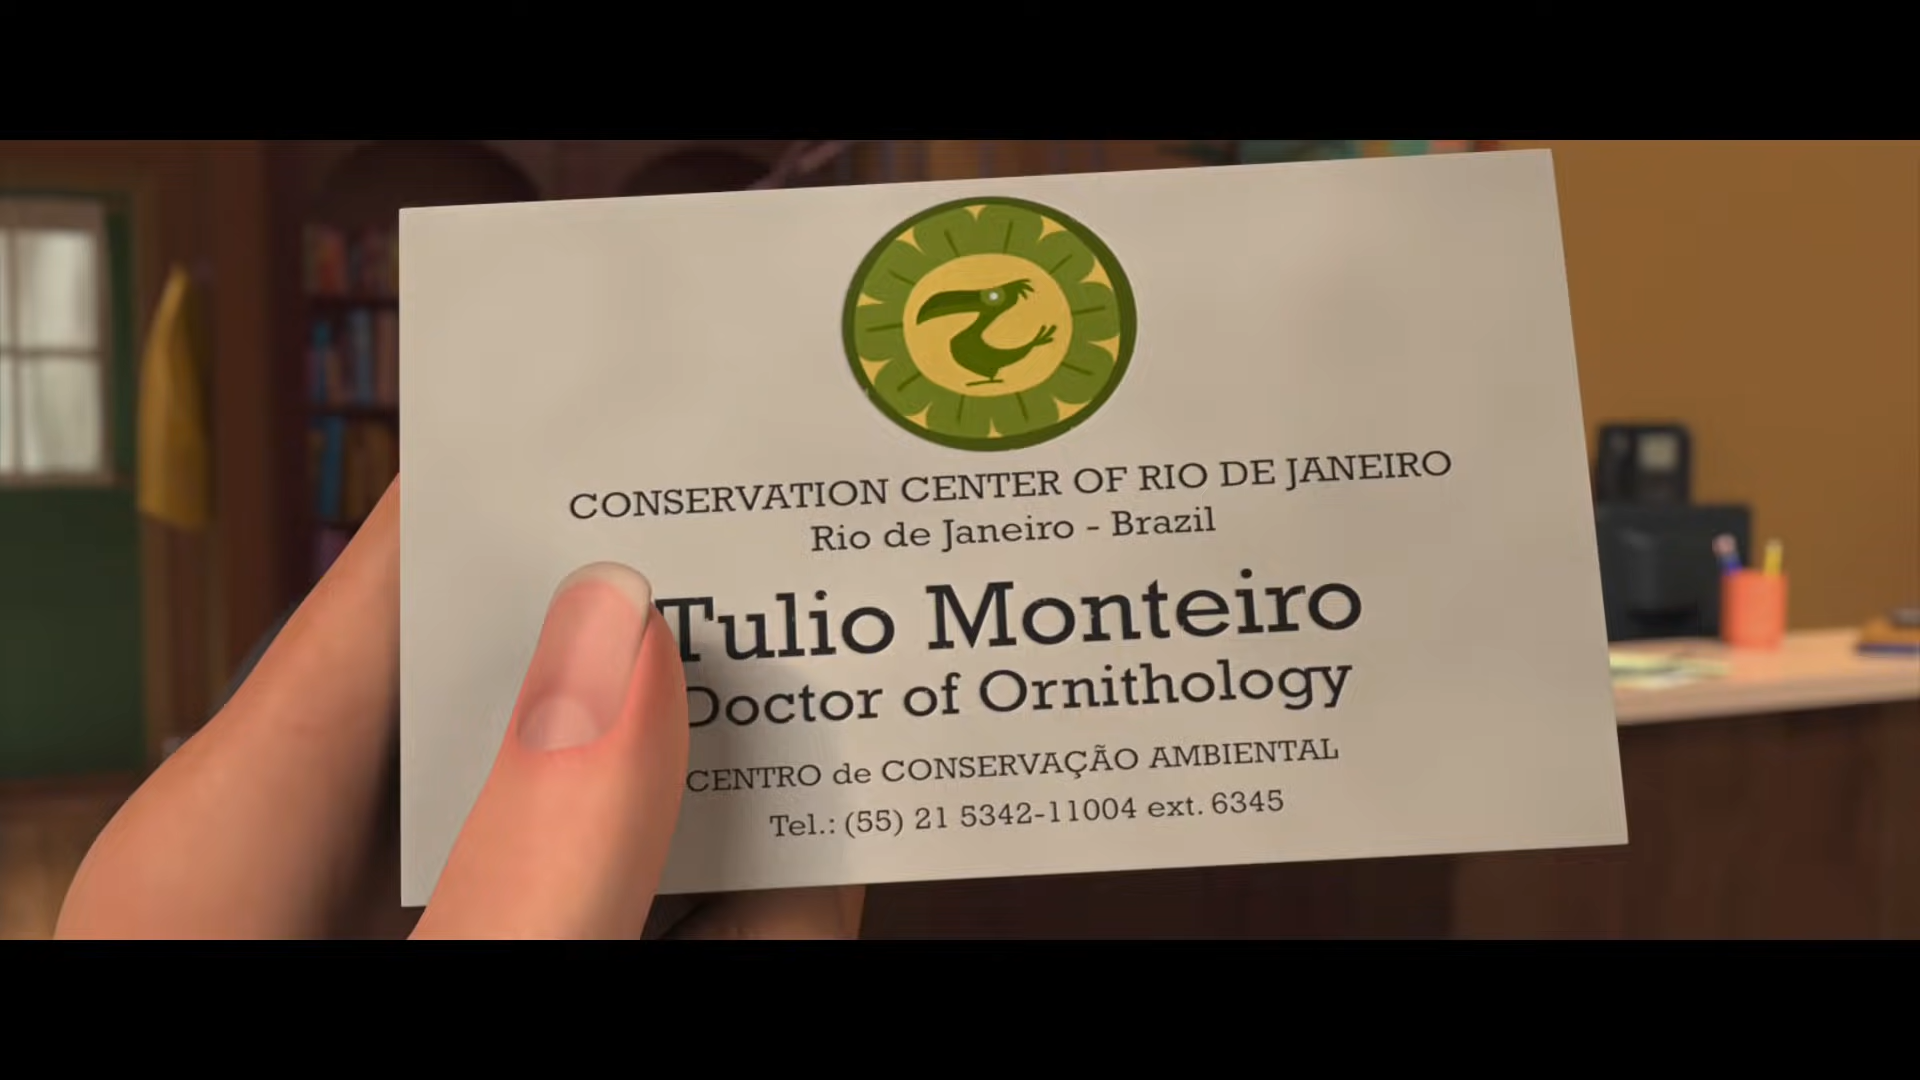 CONSERVATION CENTER OF RIO DE JANEIRO
Rio de Janeiro - Brazil
Tulio Monteiro
Doctor of Ornithology
CENTRO de CONSERVAÇÃO AMBIENTAL
Tel.: (55) 21 5342-11004 ext. 6345